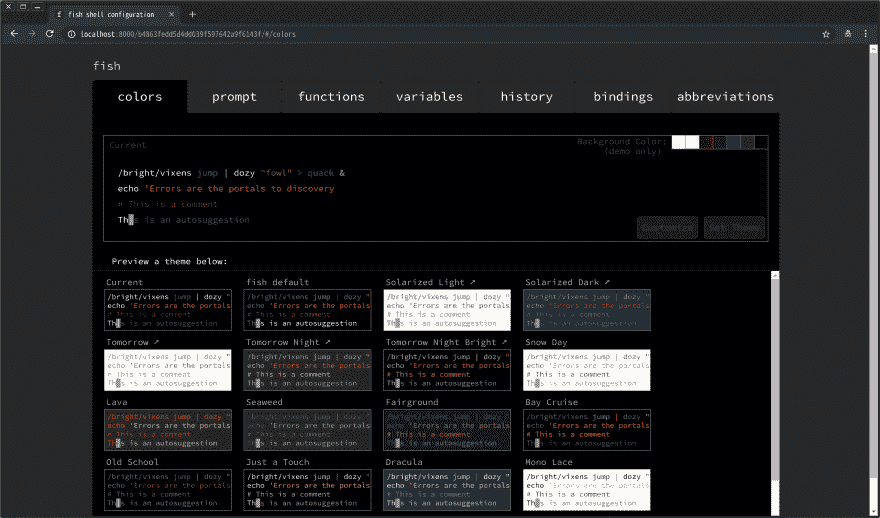 fish shell configuration
localhost:8000/b4863fedd5d4dd039f597642a9f6143f/#/colors
fish
colors prompt functions variables history bindings abbreviations
Current
Background Color:
(demo only)
/bright/vixens jump | dozy "fowl" > quack &
echo 'Errors are the portals to discovery
# This is a comment
This is an autosuggestion
Customize Set Theme
Preview a theme below:
Current fish default Solarized Light ↗ Solarized Dark ↗
/bright/vixens jump | dozy " /bright/vixens jump | dozy " /bright/vixens jump | dozy " /bright/vixens jump | dozy "
echo 'Errors are the portals echo 'Errors are the portals echo 'Errors are the portals echo 'Errors are the portals
# This is a comment # This is a comment # This is a comment # This is a comment
This is an autosuggestion This is an autosuggestion This is an autosuggestion This is an autosuggestion
Tomorrow ↗ Tomorrow Night ↗ Tomorrow Night Bright ↗ Snow Day
/bright/vixens jump | dozy " /bright/vixens jump | dozy " /bright/vixens jump | dozy " /bright/vixens jump | dozy "
echo 'Errors are the portals echo 'Errors are the portals echo 'Errors are the portals echo 'Errors are the portals
# This is a comment # This is a comment # This is a comment # This is a comment
This is an autosuggestion This is an autosuggestion This is an autosuggestion This is an autosuggestion
Lava Seaweed Fairground Bay Cruise
/bright/vixens jump | dozy " /bright/vixens jump | dozy " /bright/vixens jump | dozy " /bright/vixens jump | dozy "
echo 'Errors are the portals echo 'Errors are the portals echo 'Errors are the portals echo 'Errors are the portals
# This is a comment # This is a comment # This is a comment # This is a comment
This is an autosuggestion This is an autosuggestion This is an autosuggestion This is an autosuggestion
Old School Just a Touch Dracula Mono Lace
/bright/vixens jump | dozy " /bright/vixens jump | dozy " /bright/vixens jump | dozy " /bright/vixens jump | dozy "
echo 'Errors are the portals echo 'Errors are the portals echo 'Errors are the portals echo 'Errors are the portals
# This is a comment # This is a comment # This is a comment # This is a comment
This is an autosuggestion This is an autosuggestion This is an autosuggestion This is an autosuggestion